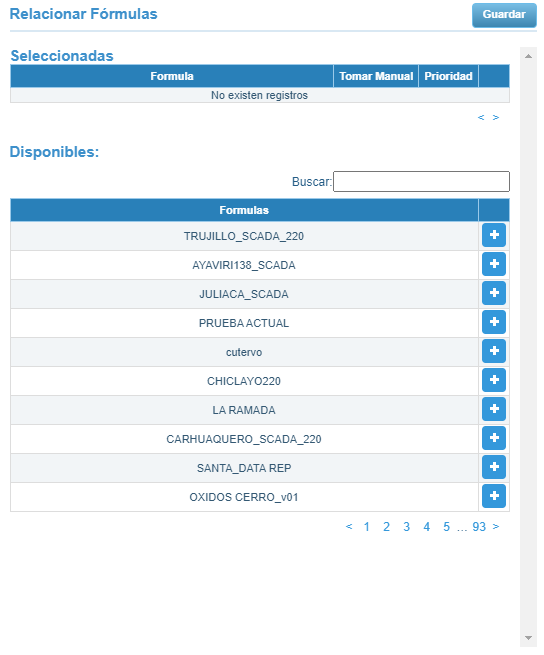 Relacionar Fórmulas Guardar
Seleccionadas
Formula Tomar Manual Prioridad
No existen registros
< >
Disponibles:
Buscar:
Formulas
TRUJILLO_SCADA_220 +
AYAVIRI138_SCADA +
JULIACA_SCADA +
PRUEBA ACTUAL +
cutervo +
CHICLAYO220 +
LA RAMADA +
CARHUAQUERO_SCADA_220 +
SANTA_DATA REP +
OXIDOS CERRO_v01 +
< 1 2 3 4 5 ... 93 >